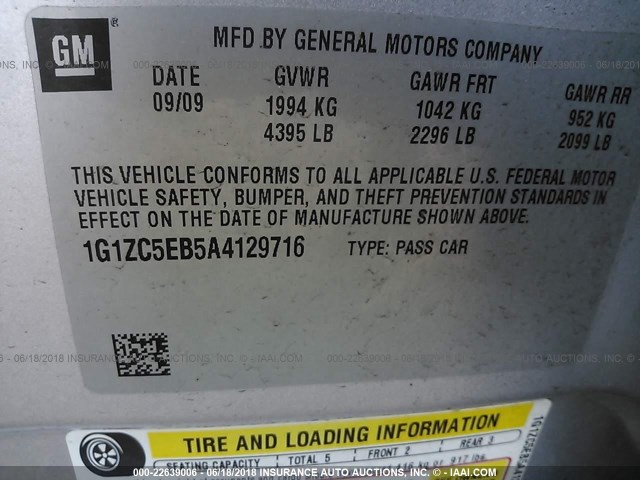 GM ®
MFD BY GENERAL MOTORS COMPANY
DATE GVWR GAWR FRT GAWR RR
09/09 1994 KG 1042 KG 952 KG
4395 LB 2296 LB 2099 LB
THIS VEHICLE CONFORMS TO ALL APPLICABLE U.S. FEDERAL MOTOR
VEHICLE SAFETY, BUMPER, AND THEFT PREVENTION STANDARDS IN
EFFECT ON THE DATE OF MANUFACTURE SHOWN ABOVE.
1G1ZC5EB5A4129716 TYPE: PASS CAR
TIRE AND LOADING INFORMATION
SEATING CAPACITY TOTAL 5 FRONT 2 REAR 3
000-22639006 - 06/18/2018 INSURANCE AUTO AUCTIONS, INC. - © - IAAI.COM